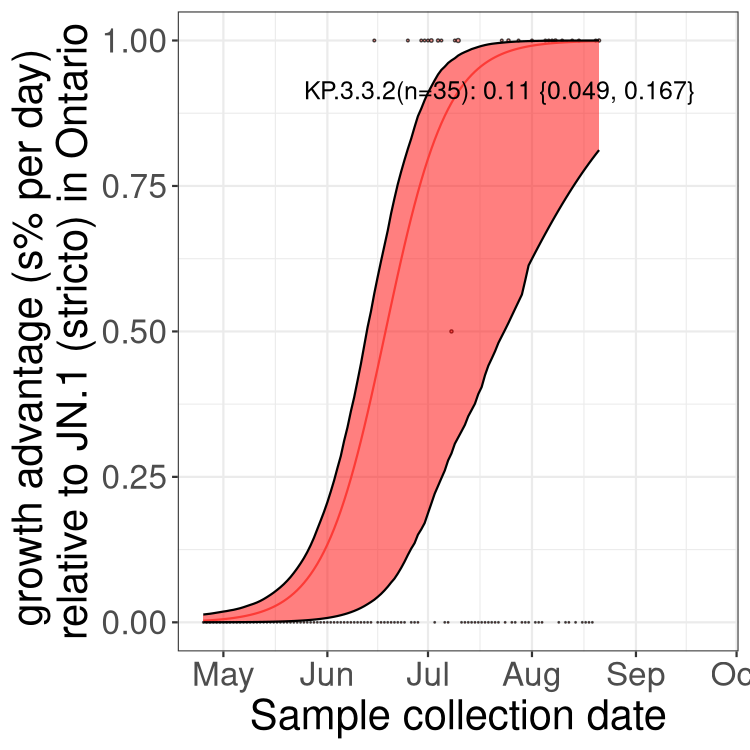 growth advantage (s% per day)
relative to JN.1 (stricto) in Ontario
1.00
0.75
0.50
0.25
0.00
KP.3.3.2(n=35): 0.11 {0.049, 0.167}
May Jun Jul Aug Sep Oc
Sample collection date